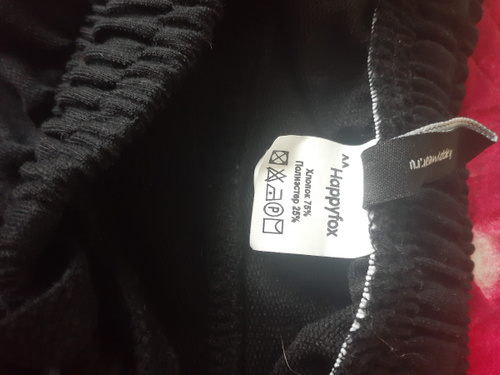 Happyfox
Хлопок 75%
Полиэстер 25%
P